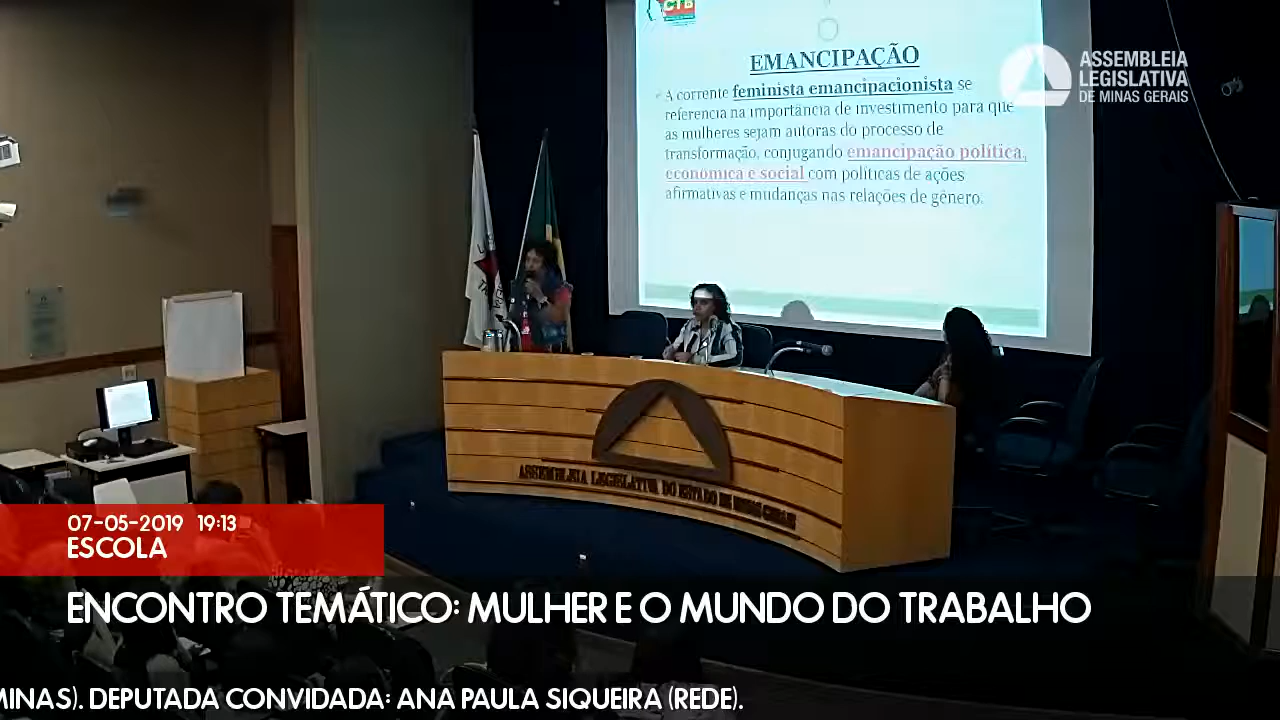 CTB
EMANCIPAÇÃO
A corrente feminista emancipacionista se
referencia na importância de investimento para que
as mulheres sejam autoras do processo de
transformação, conjugando emancipação política,
econômica e social com políticas de ações
afirmativas e mudanças nas relações de gênero.
ASSEMBLEIA
LEGISLATIVA
DE MINAS GERAIS
ASSEMBLEIA LEGISLATIVA DO ESTADO DE MINAS GERAIS
07-05-2019 19:13
ESCOLA
ENCONTRO TEMÁTICO: MULHER E O MUNDO DO TRABALHO
MINAS). DEPUTADA CONVIDADA: ANA PAULA SIQUEIRA (REDE).